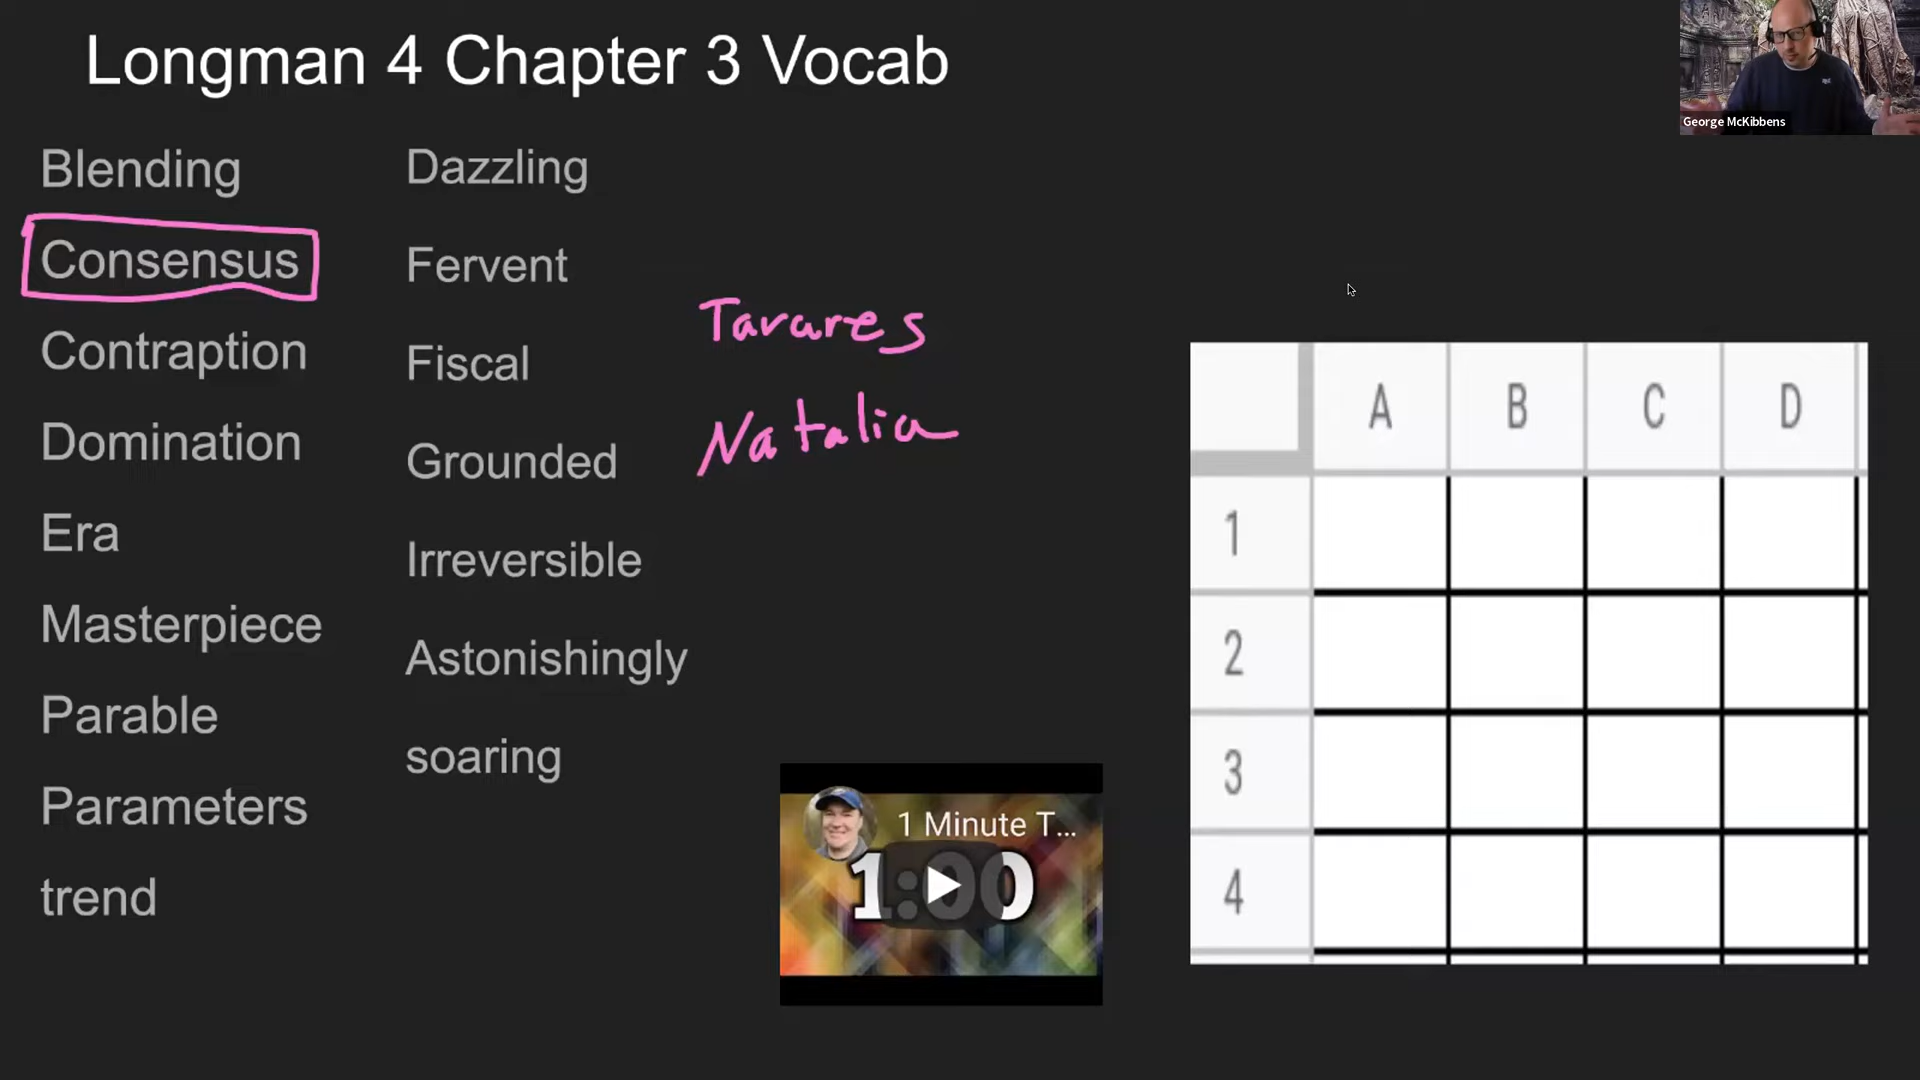 Longman 4 Chapter 3 Vocab
George McKibbens
Blending
Consensus
Contraption
Domination
Era
Masterpiece
Parable
Parameters
trend
Dazzling
Fervent
Fiscal
Grounded
Irreversible
Astonishingly
soaring
Tavares
Natalia
1 Minute T...
1:00
A B C D
1
2
3
4